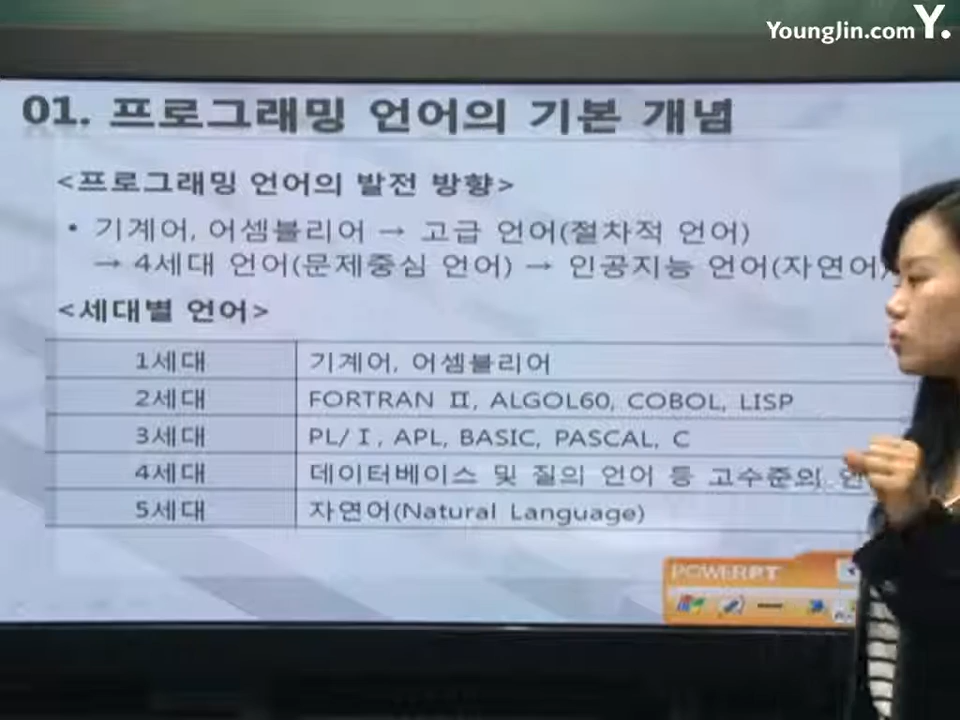 YoungJin.com Y.
01. 프로그래밍 언어의 기본 개념
<프로그래밍 언어의 발전 방향>
• 기계어, 어셈블리어 → 고급 언어(절차적 언어)
→ 4세대 언어(문제중심 언어) → 인공지능 언어(자연어)
<세대별 언어>
1세대 기계어, 어셈블리어
2세대 FORTRAN Ⅱ, ALGOL60, COBOL, LISP
3세대 PL/Ⅰ, APL, BASIC, PASCAL, C
4세대 데이터베이스 및 질의 언어 등 고수준의
5세대 자연어(Natural Language)
POWERPT